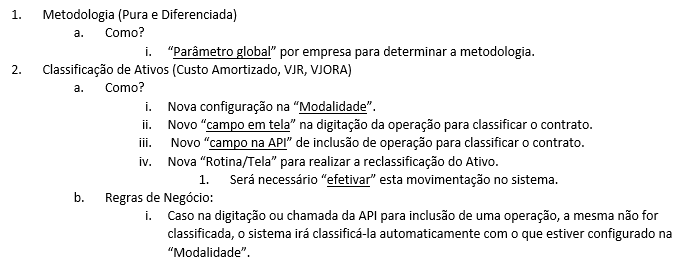 1. Metodologia (Pura e Diferenciada)
a. Como?
i. “Parâmetro global” por empresa para determinar a metodologia.
2. Classificação de Ativos (Custo Amortizado, VJR, VJORA)
a. Como?
i. Nova configuração na “Modalidade”.
ii. Novo “campo em tela” na digitação da operação para classificar o contrato.
iii. Novo “campo na API” de inclusão de operação para classificar o contrato.
iv. Nova “Rotina/Tela” para realizar a reclassificação do Ativo.
1. Será necessário “efetivar” esta movimentação no sistema.
b. Regras de Negócio:
i. Caso na digitação ou chamada da API para inclusão de uma operação, a mesma não for
classificada, o sistema irá classificá-la automaticamente com o que estiver configurado na
“Modalidade”.